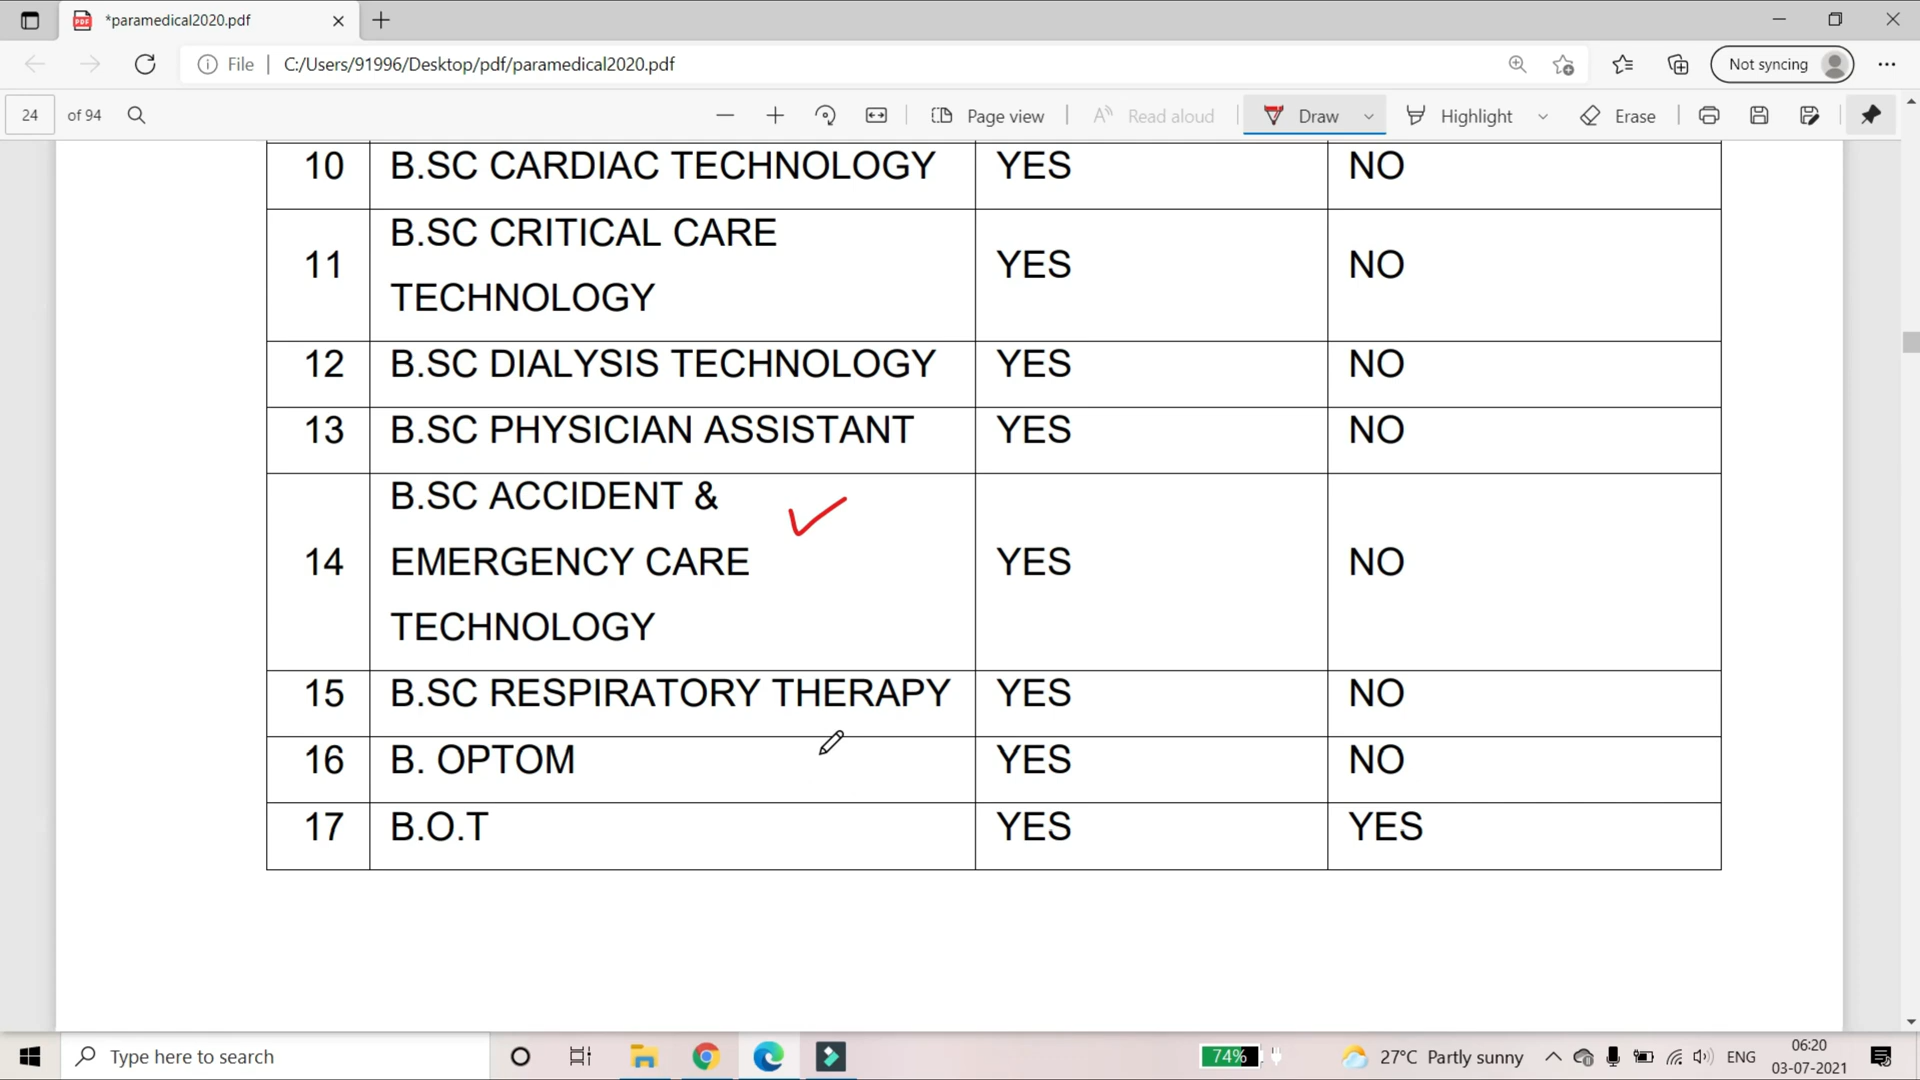 *paramedical2020.pdf
File | C:/Users/91996/Desktop/pdf/paramedical2020.pdf
Not syncing
24 of 94
Page view
Read aloud
Draw
Highlight
Erase
10 B.SC CARDIAC TECHNOLOGY YES NO
B.SC CRITICAL CARE
11 YES NO
TECHNOLOGY
12 B.SC DIALYSIS TECHNOLOGY YES NO
13 B.SC PHYSICIAN ASSISTANT YES NO
B.SC ACCIDENT &
14 EMERGENCY CARE YES NO
TECHNOLOGY
15 B.SC RESPIRATORY THERAPY YES NO
16 B. OPTOM YES NO
17 B.O.T YES YES
Type here to search
74%
27°C Partly sunny
ENG
06:20
03-07-2021